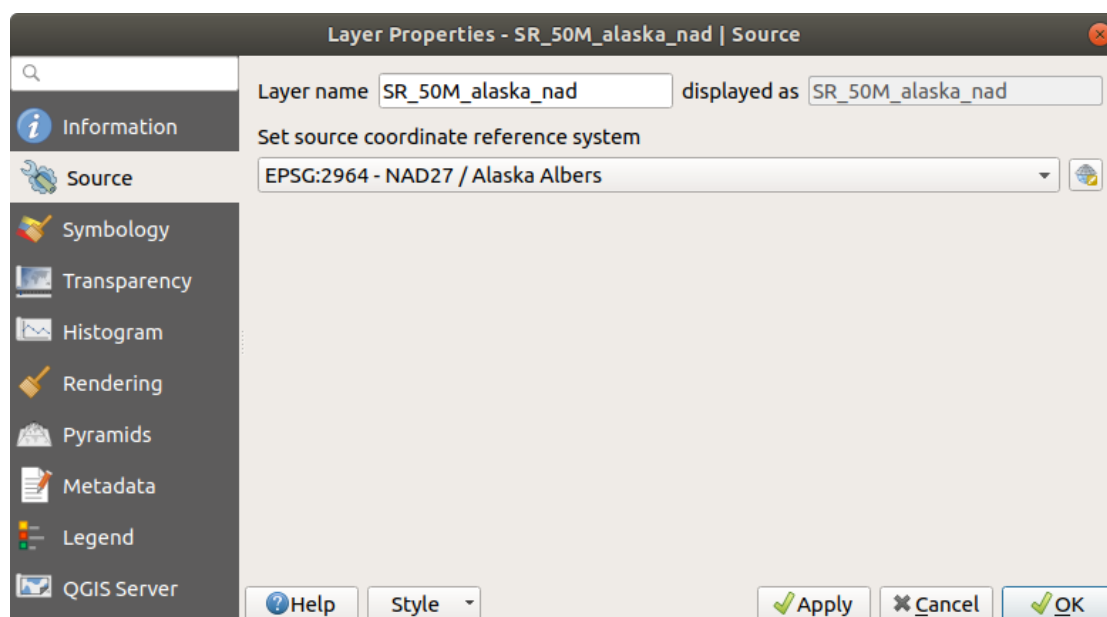 Layer Properties - SR_50M_alaska_nad | Source
Layer name SR_50M_alaska_nad displayed as SR_50M_alaska_nad
Information
Set source coordinate reference system
Source
EPSG:2964 - NAD27 / Alaska Albers
Symbology
Transparency
Histogram
Rendering
Pyramids
Metadata
Legend
QGIS Server
Help Style Apply Cancel OK